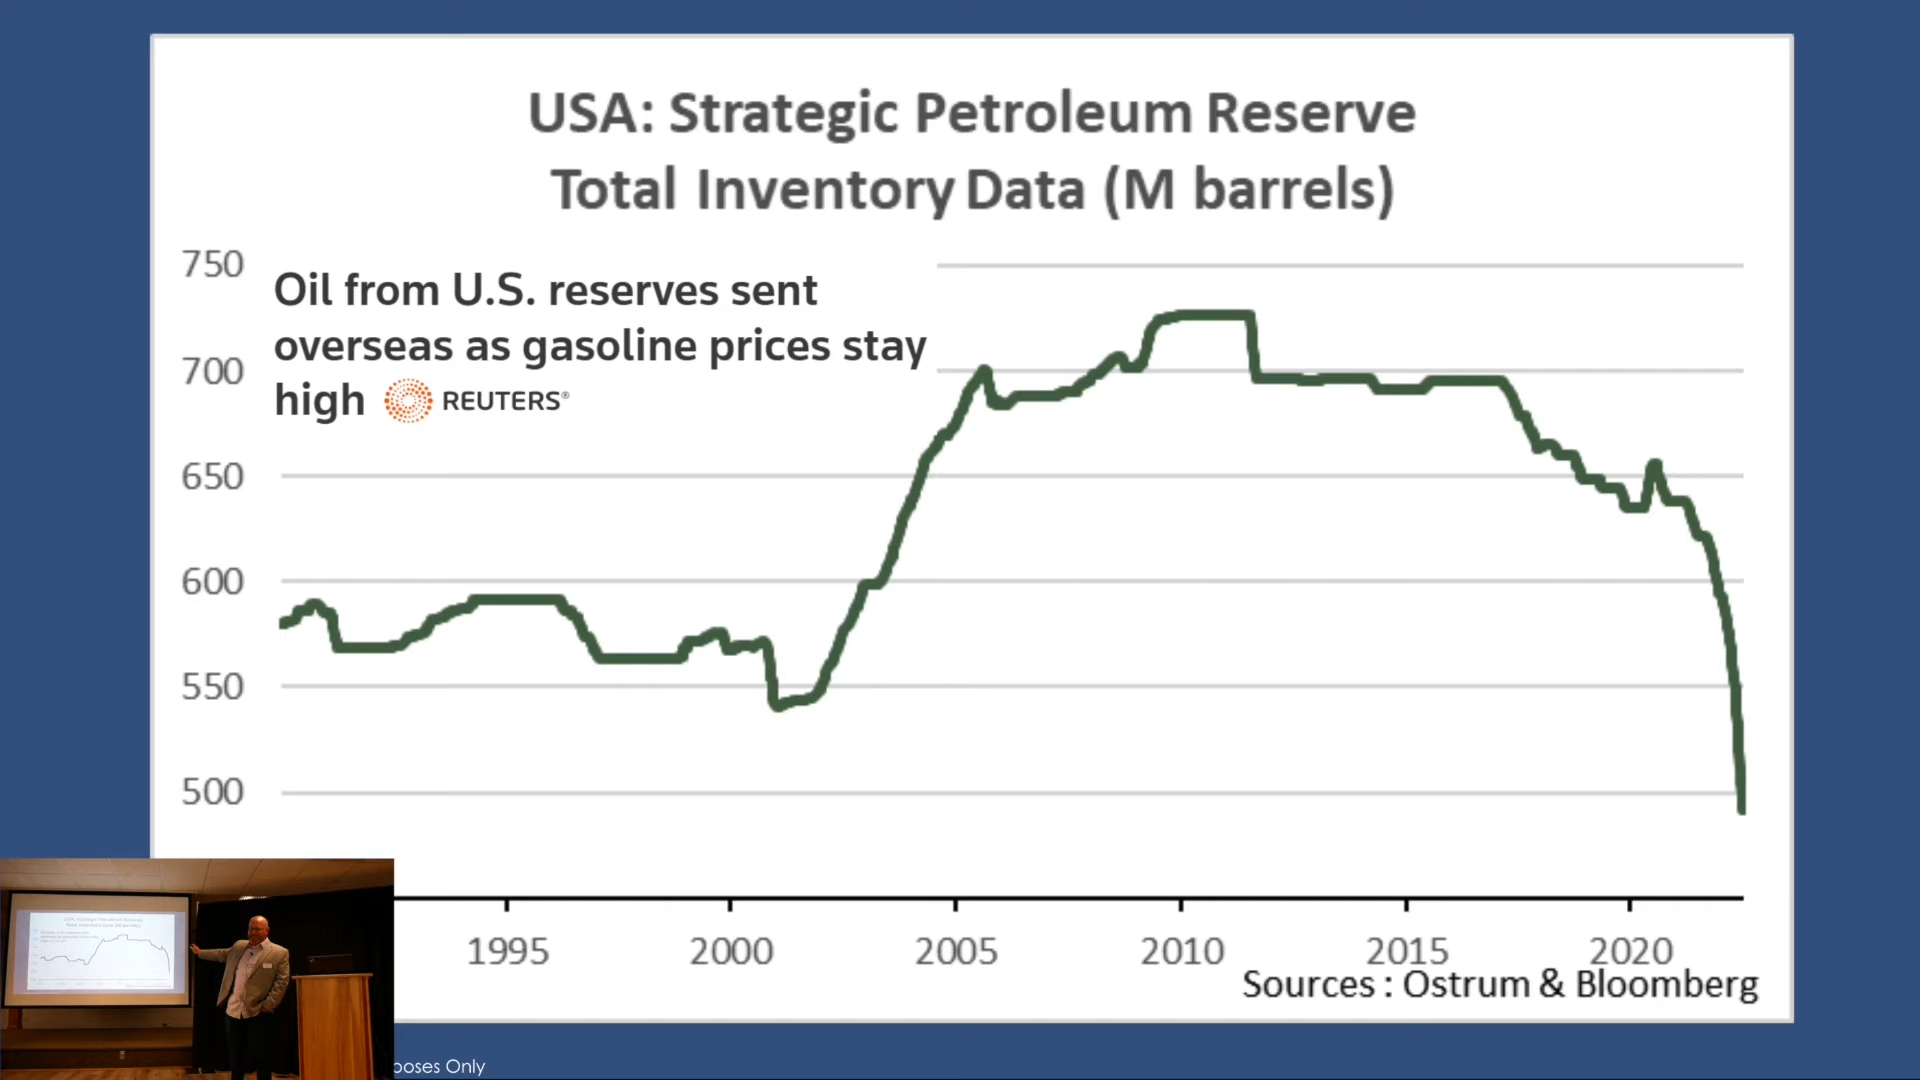 USA: Strategic Petroleum Reserve
Total Inventory Data (M barrels)
750
Oil from U.S. reserves sent
overseas as gasoline prices stay
700
high REUTERS®
650
600
550
500
1995 2000 2005 2010 2015 2020
Sources : Ostrum & Bloomberg
poses Only